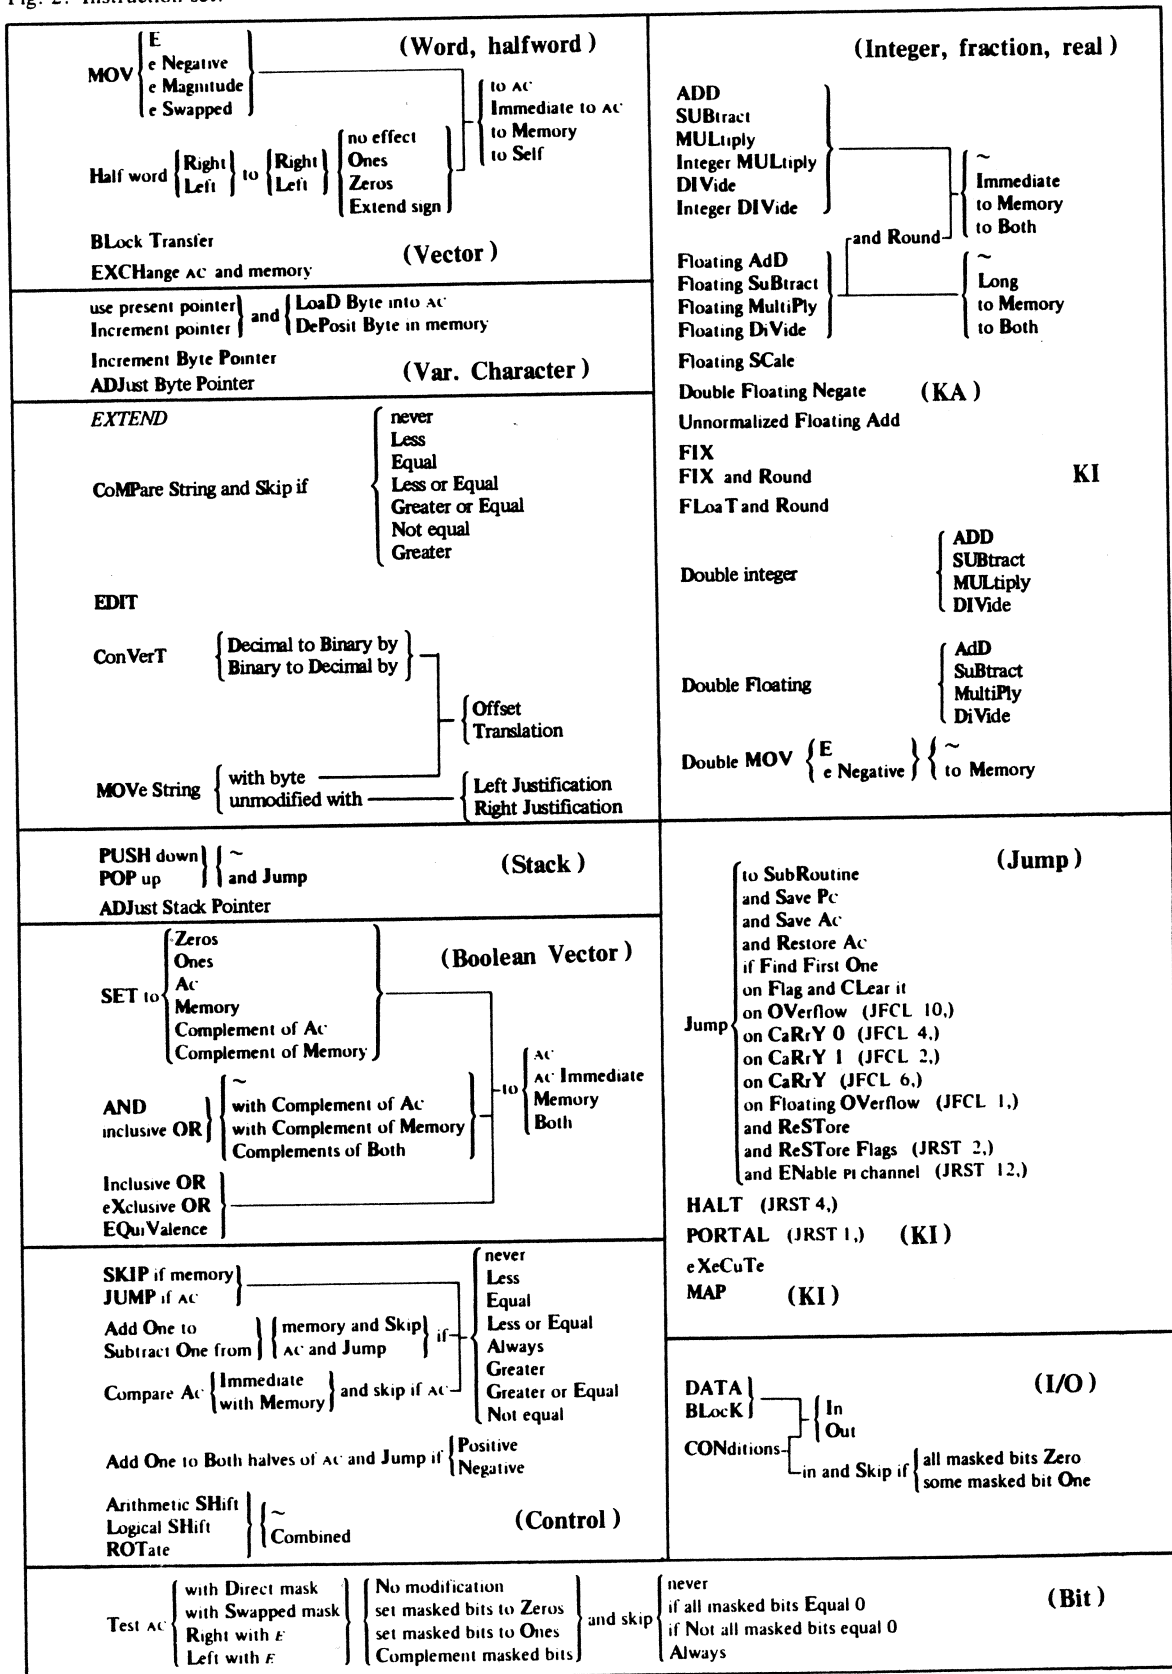 Fig. 2. Instruction set.
(Word, halfword)
MOV
E
e Negative
e Magnitude
e Swapped
to AC
Immediate to AC
to Memory
to Self
Half word
Right
Left
to
Right
Left
no effect
Ones
Zeros
Extend sign
BLock Transfer
EXCHange AC and memory
(Vector)
use present pointer
Increment pointer
and
LoaD Byte into AC
DePosit Byte in memory
Increment Byte Pointer
ADJust Byte Pointer
(Var. Character)
EXTEND
CoMPare String and Skip if
never
Less
Equal
Less or Equal
Greater or Equal
Not equal
Greater
EDIT
ConVerT
Decimal to Binary by
Binary to Decimal by
Offset
Translation
MOVe String
with byte
unmodified with
Left Justification
Right Justification
PUSH down
POP up
~
and Jump
(Stack)
ADJust Stack Pointer
(Boolean Vector)
SET to
Zeros
Ones
Ac
Memory
Complement of Ac
Complement of Memory
AND
inclusive OR
~
with Complement of Ac
with Complement of Memory
Complements of Both
to
AC
AC Immediate
Memory
Both
Inclusive OR
eXclusive OR
EQuiValence
SKIP if memory
JUMP if AC
Add One to
Subtract One from
memory and Skip
AC and Jump
if
never
Less
Equal
Less or Equal
Always
Greater
Greater or Equal
Not equal
Compare Ac
Immediate
with Memory
and skip if AC
Add One to Both halves of AC and Jump if
Positive
Negative
Arithmetic SHift
Logical SHift
ROTate
~
Combined
(Control)
(Integer, fraction, real)
ADD
SUBtract
MULtiply
Integer MULtiply
DIVide
Integer DIVide
~
Immediate
to Memory
to Both
and Round
Floating AdD
Floating SuBtract
Floating MultiPly
Floating DiVide
~
Long
to Memory
to Both
Floating SCale
Double Floating Negate (KA)
Unnormalized Floating Add
FIX
FIX and Round KI
FLoaT and Round
Double integer
ADD
SUBtract
MULtiply
DIVide
Double Floating
AdD
SuBtract
MultiPly
DiVide
Double MOV
E
e Negative
~
to Memory
(Jump)
Jump
to SubRoutine
and Save Pc
and Save Ac
and Restore Ac
if Find First One
on Flag and CLear it
on OVerflow (JFCL 10,)
on CaRrY 0 (JFCL 4,)
on CaRrY 1 (JFCL 2,)
on CaRrY (JFCL 6,)
on Floating OVerflow (JFCL 1,)
and ReSTore
and ReSTore Flags (JRST 2,)
and ENable PI channel (JRST 12,)
HALT (JRST 4,)
PORTAL (JRST 1,) (KI)
eXeCuTe
MAP (KI)
(I/O)
DATA
BLocK
In
Out
CONditions
in and Skip if
all masked bits Zero
some masked bit One
Test AC
with Direct mask
with Swapped mask
Right with E
Left with E
No modification
set masked bits to Zeros
set masked bits to Ones
Complement masked bits
and skip
never
if all masked bits Equal 0
if Not all masked bits equal 0
Always
(Bit)